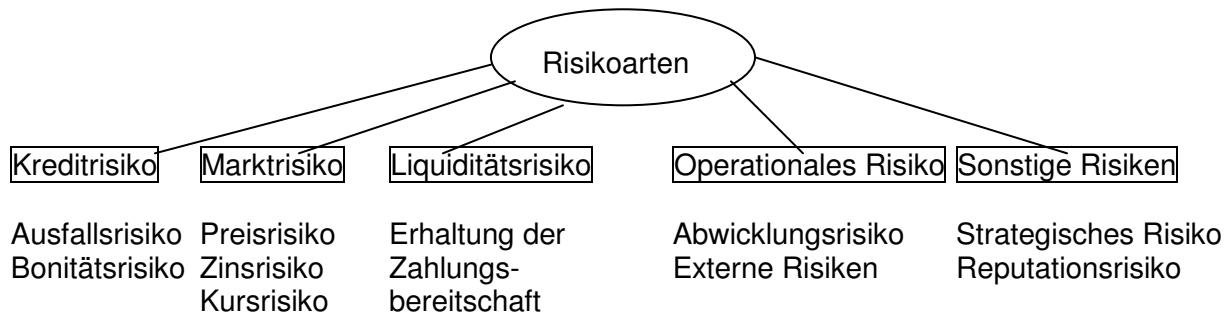 Risikoarten
Kreditrisiko
Marktrisiko
Liquiditätsrisiko
Operationales Risiko
Sonstige Risiken
Ausfallsrisiko
Bonitätsrisiko
Preisrisiko
Zinsrisiko
Kursrisiko
Erhaltung der
Zahlungs-
bereitschaft
Abwicklungsrisiko
Externe Risiken
Strategisches Risiko
Reputationsrisiko